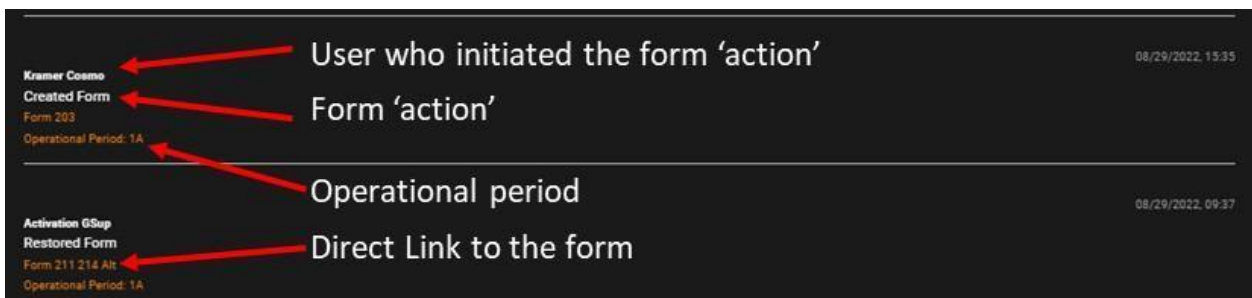 User who initiated the form ‘action’
08/29/2022, 15:35
Kramer Cosmo
Created Form
Form ‘action’
Form 203
Operational Period: 1A
Operational period
08/29/2022, 09:37
Activation GSup
Restored Form
Direct Link to the form
Form 211 214 Alt
Operational Period: 1A